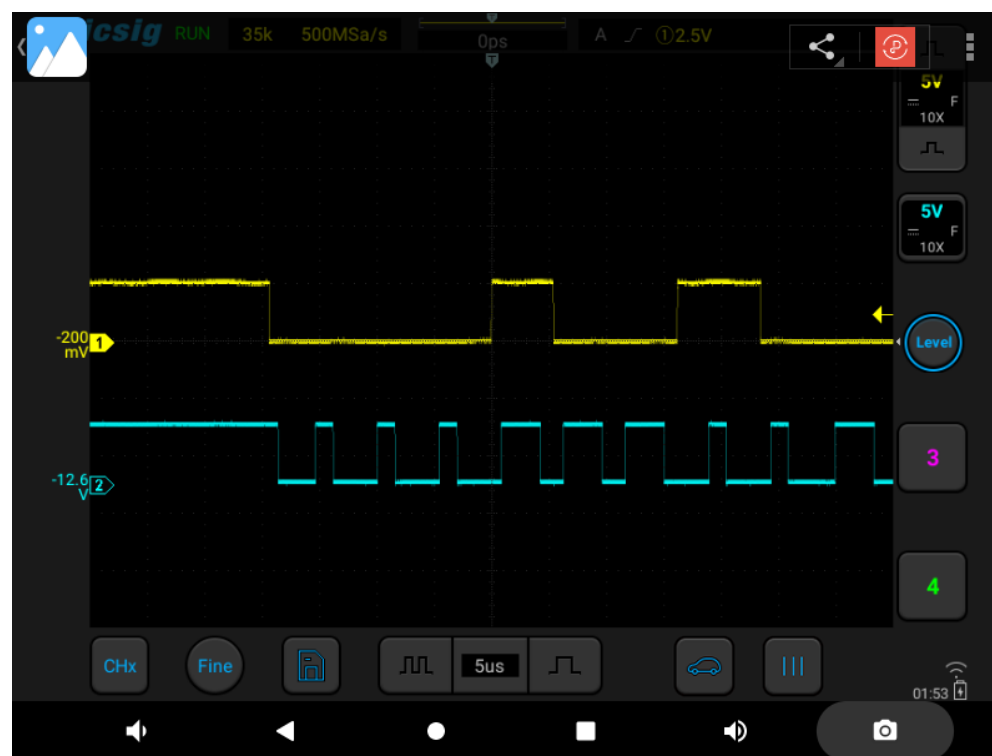 RUN 35k 500MSa/s 0ps A ①2.5V
T
5V
F
10X
5V
F
10X
-200
mV
1
Level
-12.6
V
2
3
4
CHx Fine 5us
01:53